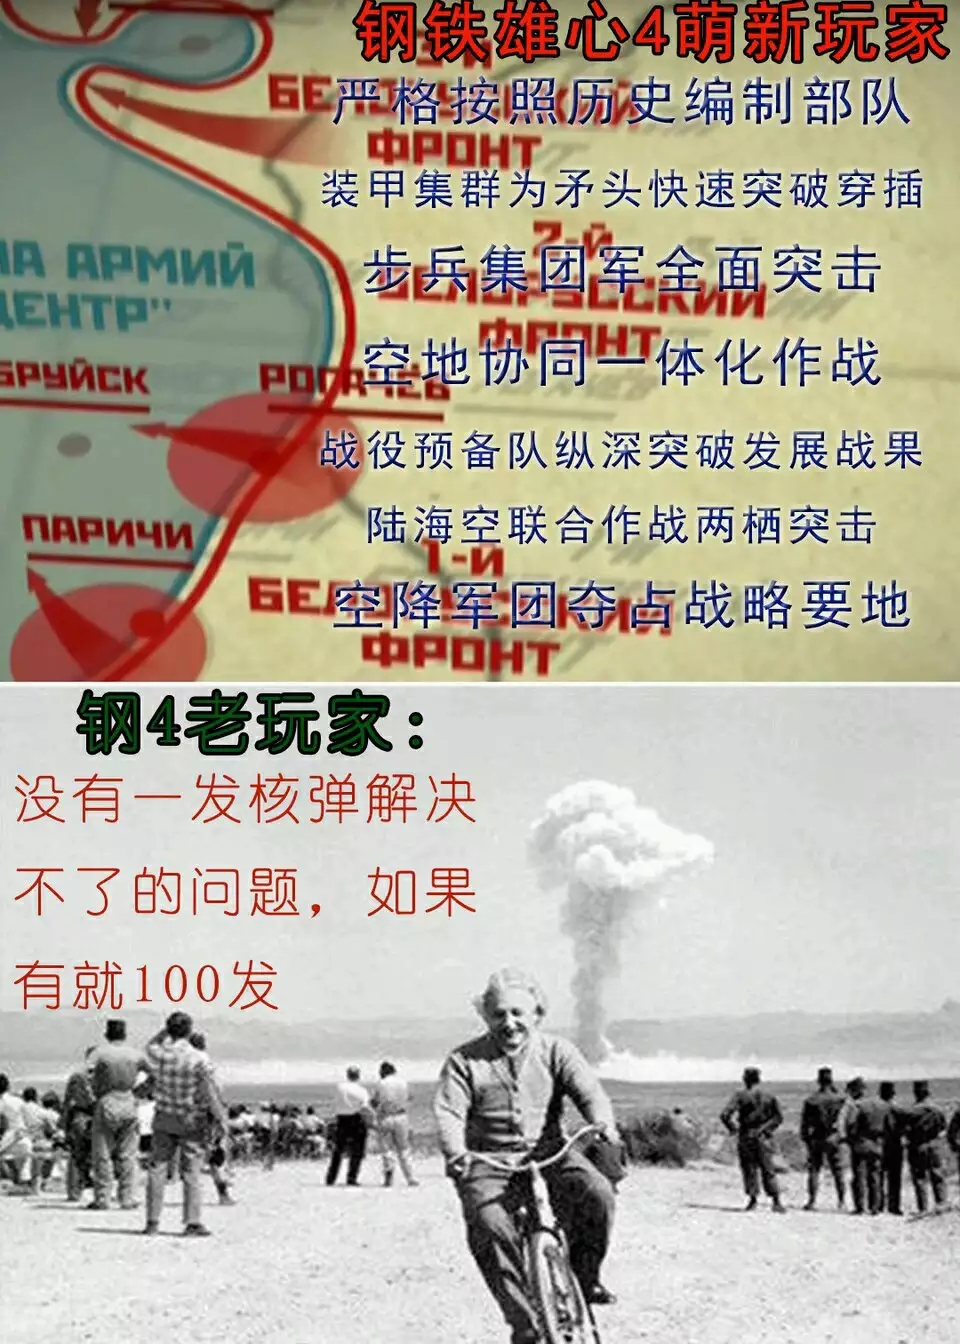 钢铁雄心4萌新玩家
3-й
БЕЛОРУССКИЙ
严格按照历史编制部队
ФРОНТ
装甲集群为矛头快速突破穿插
2-й
НА АРМИЙ
步兵集团军全面突击
БЕЛОРУССКИЙ
ЦЕНТР"
ФРОНТ
空地协同一体化作战
БРУЙСК
РОГАЧЁВ
战役预备队纵深突破发展战果
陆海空联合作战两栖突击
ПАРИЧИ
1-й
БЕЛОРУССКИЙ
空降军团夺占战略要地
ФРОНТ
钢4老玩家：
没有一发核弹解决
不了的问题，如果
有就100发